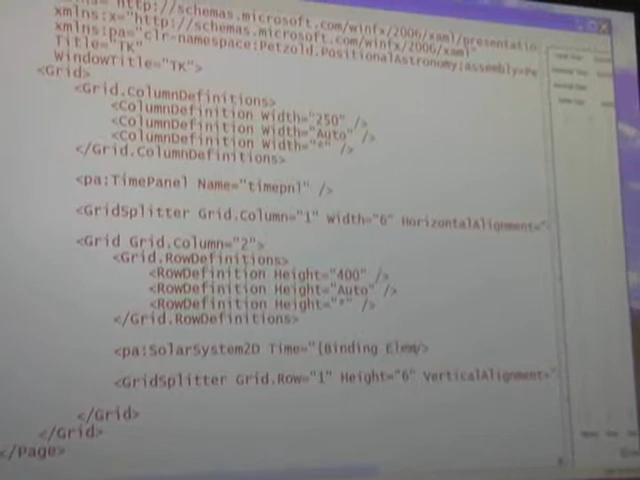 http://schemas.microsoft.com/winfx/2006/xaml/presentatio
xmlns:x="http://schemas.microsoft.com/winfx/2006/xaml"
xmlns:pa="clr-namespace:Petzold.PositionalAstronomy;assembly=Pe
Title="TK"
WindowTitle="TK">
<Grid>
<Grid.ColumnDefinitions>
<ColumnDefinition Width="250" />
<ColumnDefinition Width="Auto" />
<ColumnDefinition Width="*" />
</Grid.ColumnDefinitions>
<pa:TimePanel Name="timepnl" />
<GridSplitter Grid.Column="1" Width="6" HorizontalAlignment="
<Grid Grid.Column="2">
<Grid.RowDefinitions>
<RowDefinition Height="400" />
<RowDefinition Height="Auto" />
<RowDefinition Height="*" />
</Grid.RowDefinitions>
<pa:SolarSystem2D Time="{Binding Elem/>
<GridSplitter Grid.Row="1" Height="6" VerticalAlignment="
</Grid>
</Grid>
</Page>